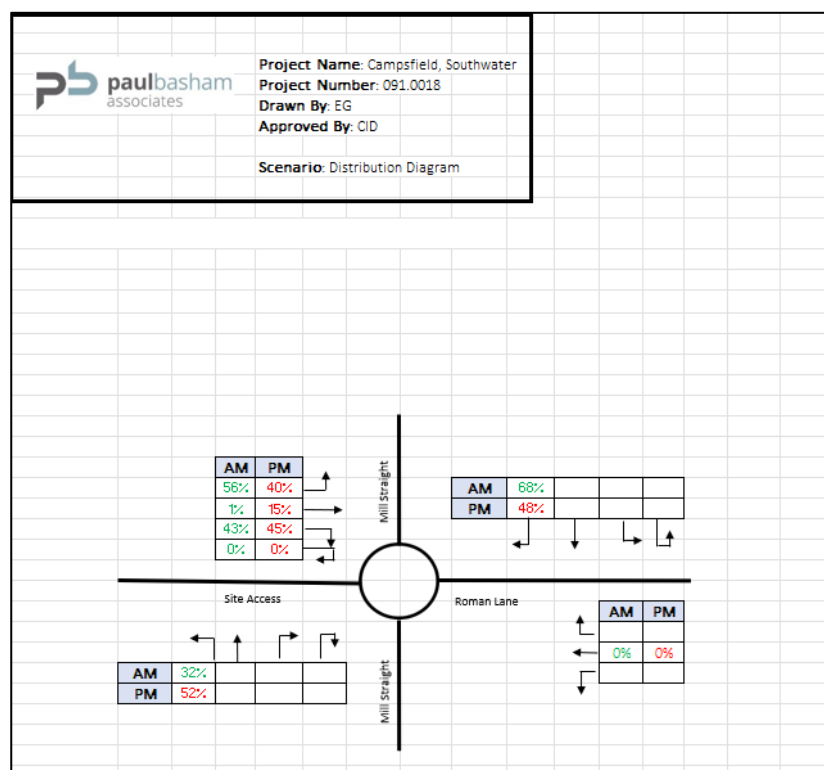 paulbasham
associates
Project Name: Campsfield, Southwater
Project Number: 091.0018
Drawn By: EG
Approved By: CID
Scenario: Distribution Diagram
AM PM
56% 40%
1% 15%
43% 45%
0% 0%
Mill Straight
AM 68%
PM 48%
Site Access
Roman Lane
AM PM
0% 0%
AM 32%
PM 52%
Mill Straight